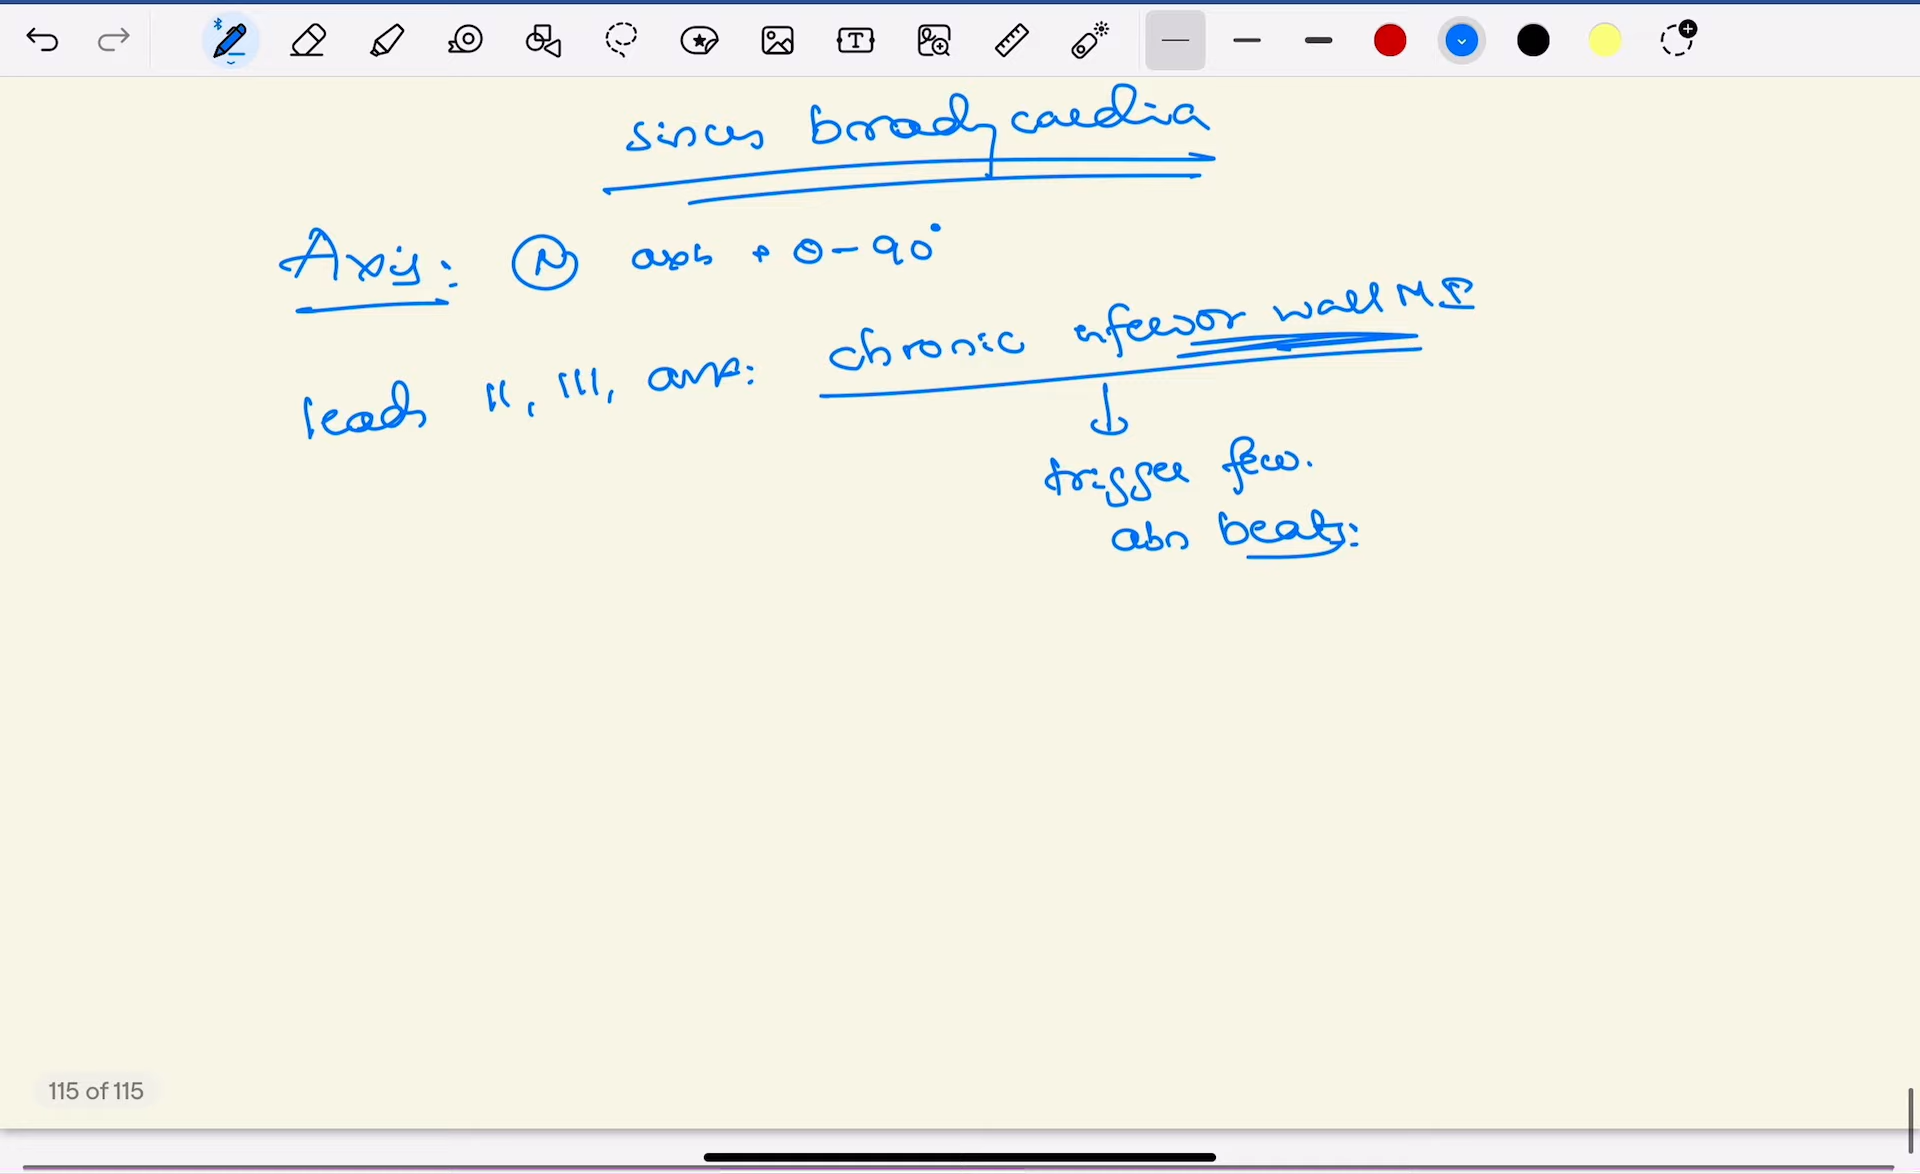 sinus bradycardia
Axis: N axis + 0-90°
leads II, III, avf: chronic inferior wall MI
↓
trigger few.
abn beats:
115 of 115